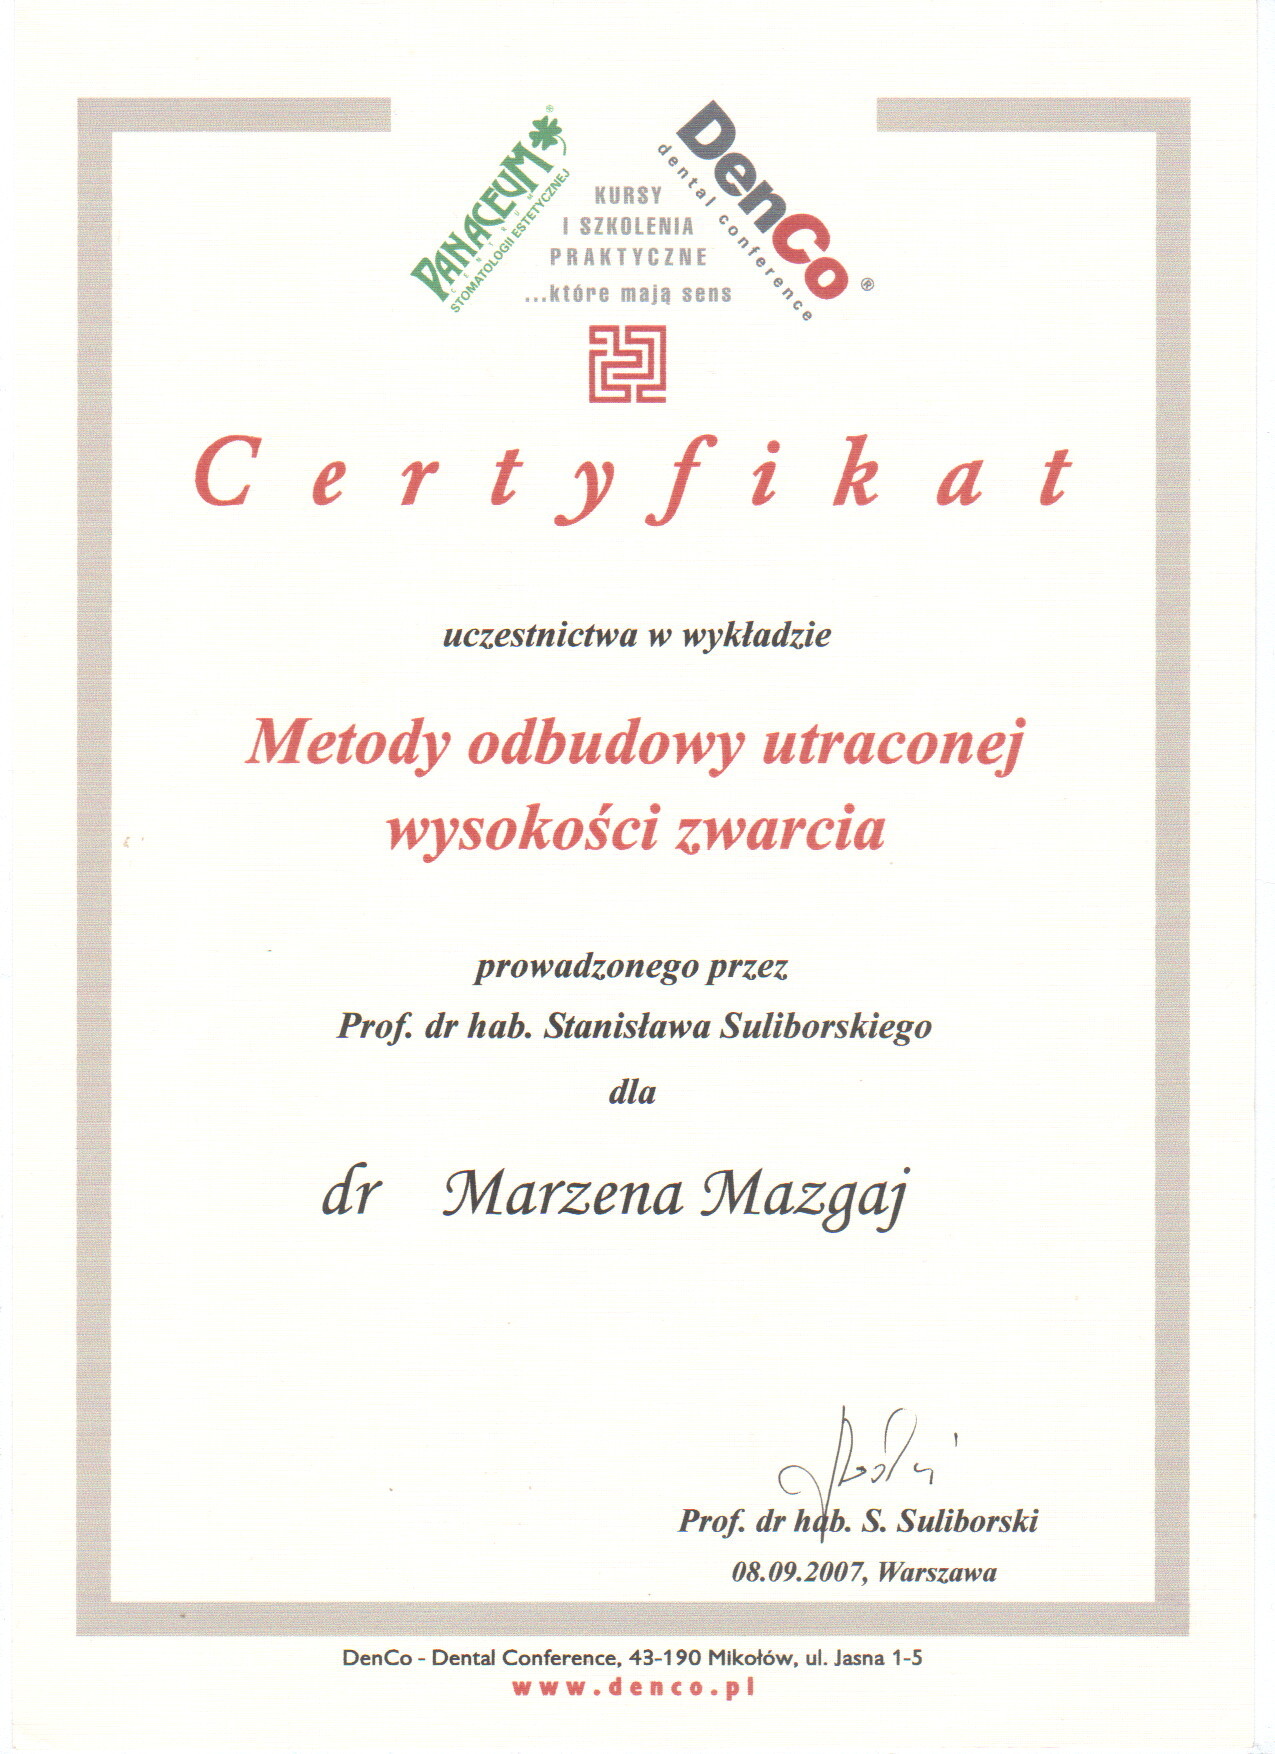 PANACEUM®
CENTRUM
STOMATOLOGII ESTETYCZNEJ
DenCo®
dental conference
KURSY
I SZKOLENIA
PRAKTYCZNE
...które mają sens
Certyfikat
uczestnictwa w wykładzie
Metody odbudowy utraconej
wysokości zwarcia
prowadzonego przez
Prof. dr hab. Stanisława Suliborskiego
dla
dr Marzena Mazgaj
Prof. dr hab. S. Suliborski
08.09.2007, Warszawa
DenCo - Dental Conference, 43-190 Mikołów, ul. Jasna 1-5
www.denco.pl